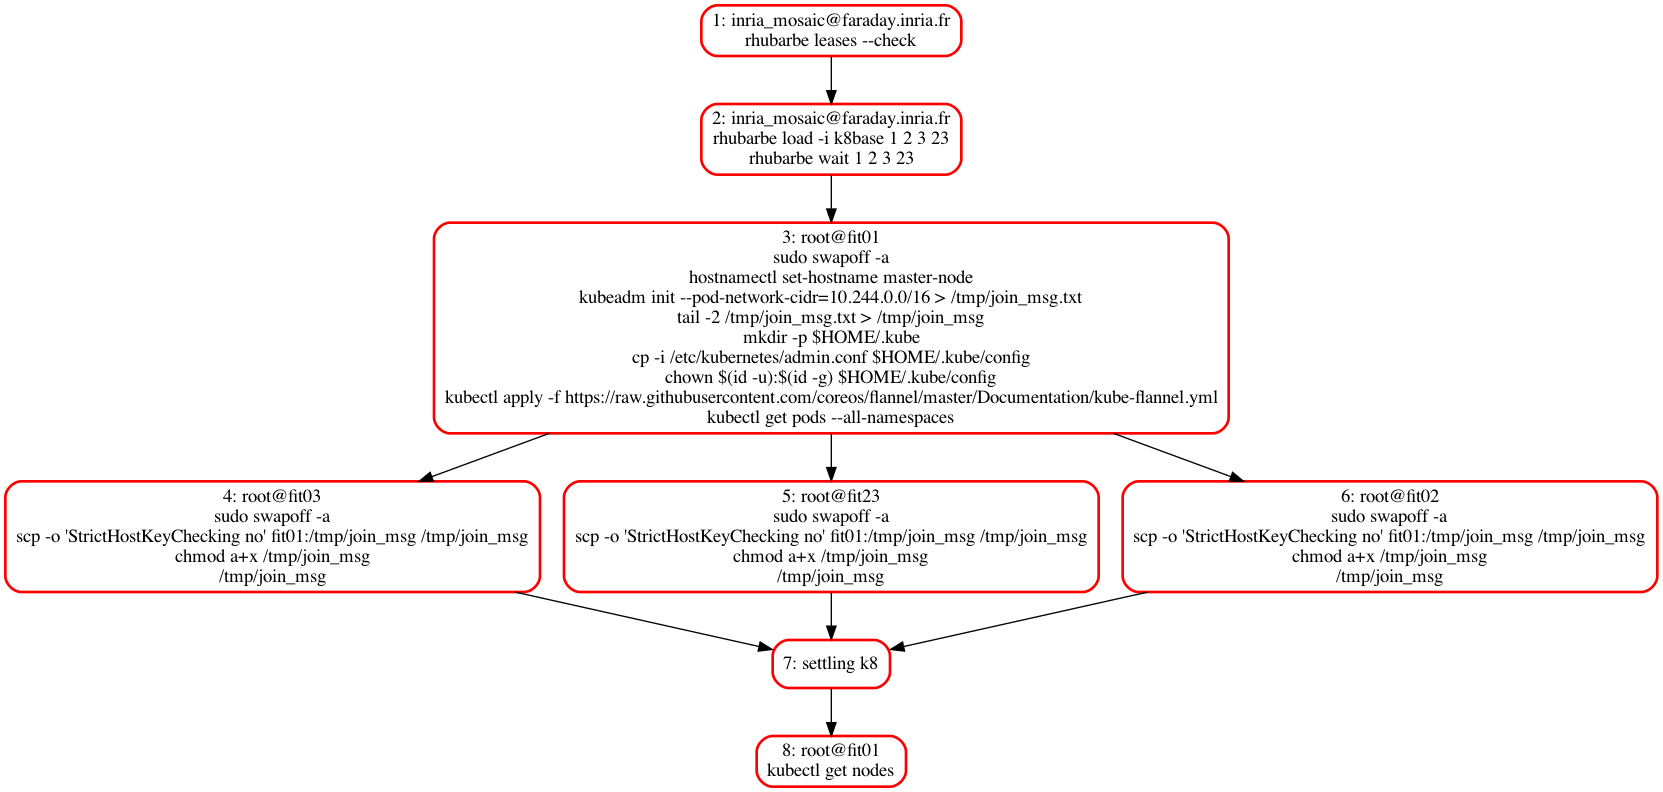 1: inria_mosaic@faraday.inria.fr
rhubarbe leases --check
2: inria_mosaic@faraday.inria.fr
rhubarbe load -i k8base 1 2 3 23
rhubarbe wait 1 2 3 23
3: root@fit01
sudo swapoff -a
hostnamectl set-hostname master-node
kubeadm init --pod-network-cidr=10.244.0.0/16 > /tmp/join_msg.txt
tail -2 /tmp/join_msg.txt > /tmp/join_msg
mkdir -p $HOME/.kube
cp -i /etc/kubernetes/admin.conf $HOME/.kube/config
chown $(id -u):$(id -g) $HOME/.kube/config
kubectl apply -f https://raw.githubusercontent.com/coreos/flannel/master/Documentation/kube-flannel.yml
kubectl get pods --all-namespaces
4: root@fit03
sudo swapoff -a
scp -o 'StrictHostKeyChecking no' fit01:/tmp/join_msg /tmp/join_msg
chmod a+x /tmp/join_msg
/tmp/join_msg
5: root@fit23
sudo swapoff -a
scp -o 'StrictHostKeyChecking no' fit01:/tmp/join_msg /tmp/join_msg
chmod a+x /tmp/join_msg
/tmp/join_msg
6: root@fit02
sudo swapoff -a
scp -o 'StrictHostKeyChecking no' fit01:/tmp/join_msg /tmp/join_msg
chmod a+x /tmp/join_msg
/tmp/join_msg
7: settling k8
8: root@fit01
kubectl get nodes